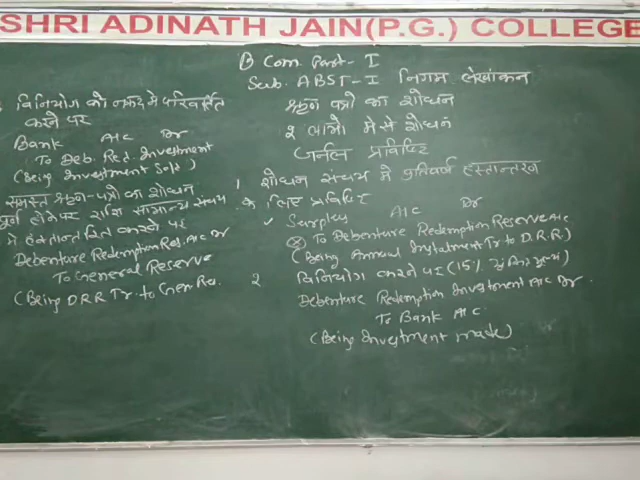 SHRI ADINATH JAIN(P.G.) COLLEGE
B Com. Part - I
Sub. ABST-I निगम लेखांकन
ऋण पत्रो का शोधन
२ लाभो मे से शोधन
जर्नल प्रविष्टि
1 शोधन संचय मे प्रतिवर्ष हस्तान्तरण
के लिए प्रविष्टि
Surplus A/C Dr
To Debenture Redemption Reserve A/c
(Being Annual Instalment Tr to D.R.R)
2 विनियोग करने पर (15%
Debenture Redemption Investment A/c Dr.
To Bank A/C.
(Being Investment made)
विनियोग को नकद मे परिवर्तित
करने पर
Bank A/C Dr
To Deb. Red. Investment
(Being Investment Sold)
समस्त ऋण-पत्रो का शोधन
पूर्ण होने पर राशि सामान्य संचय
मे हस्तान्तरित करने पर
Debenture Redemption Res. A/c Dr
To General Reserve
(Being DRR Tr. to Gen. Res.